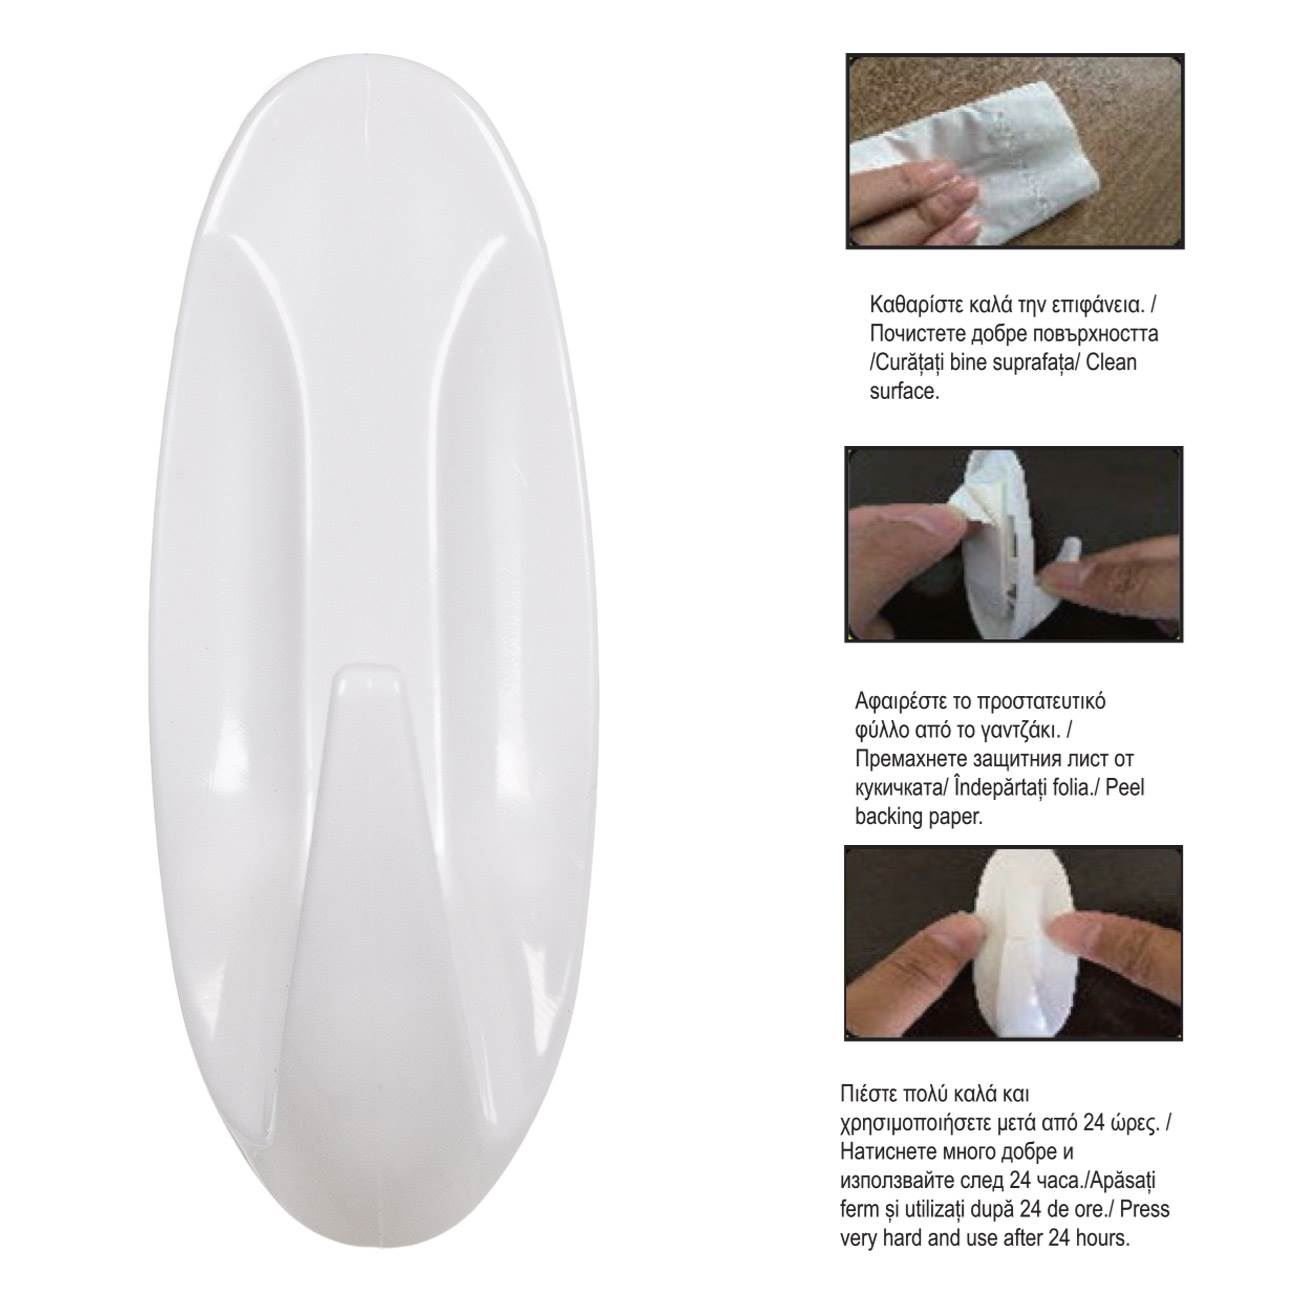 Καθαρίστε καλά την επιφάνεια. /
Почистете добре повърхността
/Curățați bine suprafața/ Clean
surface.
Αφαιρέστε το προστατευτικό
φύλλο από το γαντζάκι. /
Премахнете защитния лист от
кукичката/ Îndepărtați folia./ Peel
backing paper.
Πιέστε πολύ καλά και
χρησιμοποιήσετε μετά από 24 ώρες. /
Натиснете много добре и
използвайте след 24 часа./Apăsați
ferm și utilizați după 24 de ore./ Press
very hard and use after 24 hours.